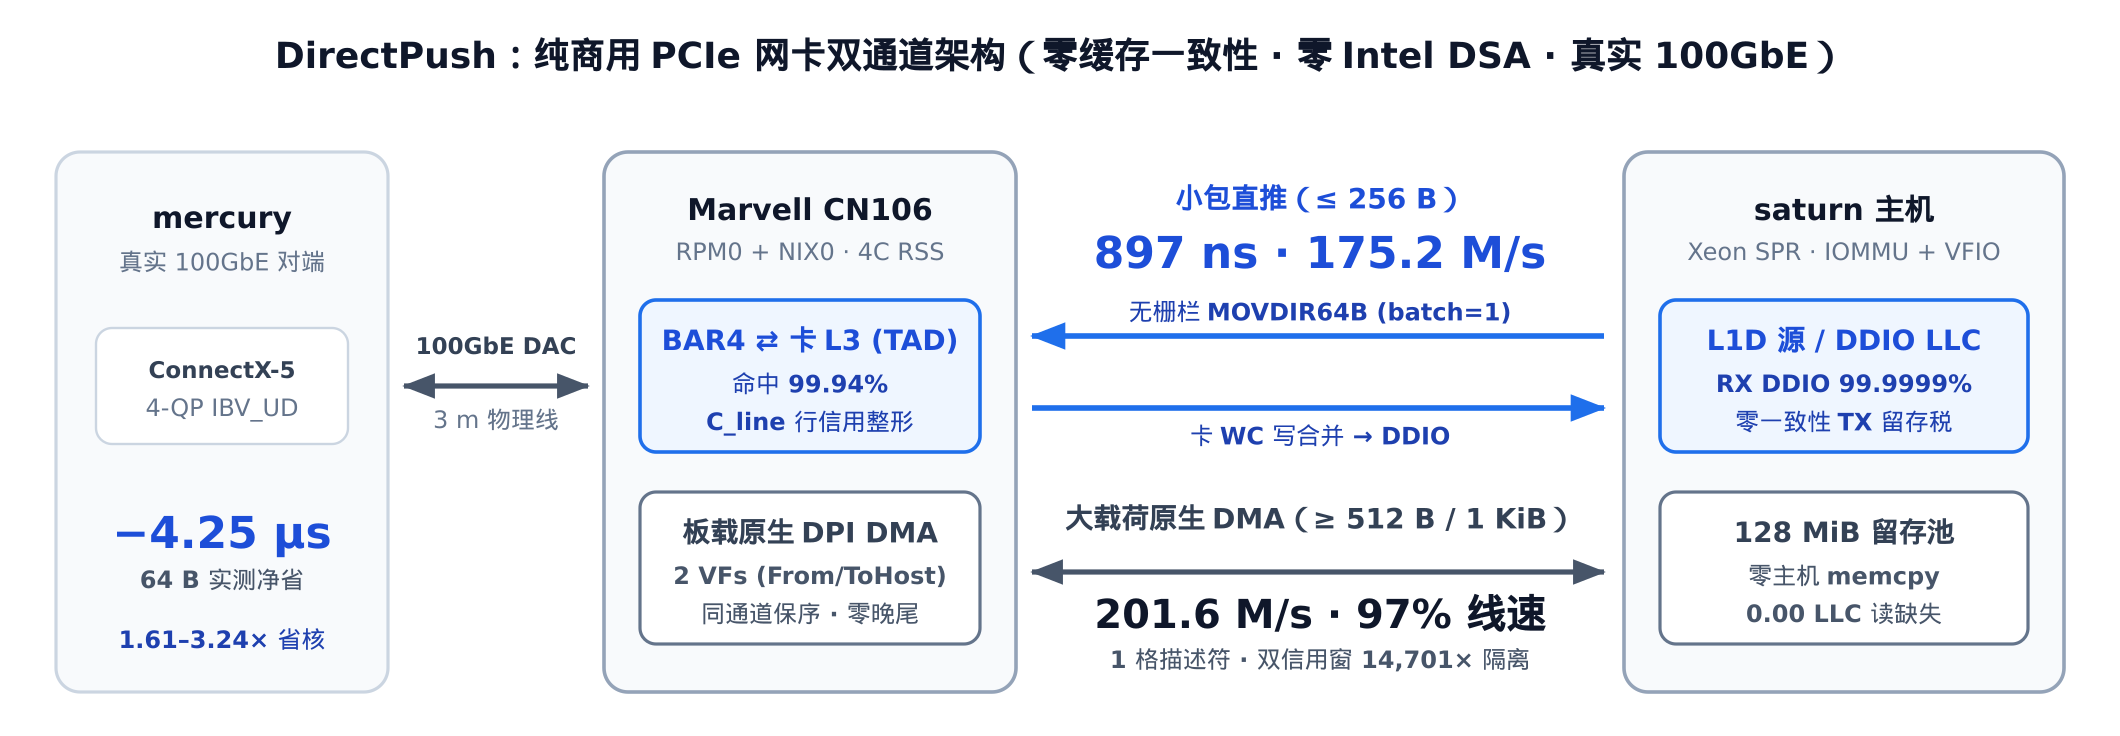 DirectPush：纯商用 PCIe 网卡双通道架构（零缓存一致性 · 零 Intel DSA · 真实 100GbE）
mercury
真实 100GbE 对端
ConnectX-5
4-QP IBV_UD
−4.25 µs
64 B 实测净省
1.61–3.24× 省核
100GbE DAC
3 m 物理线
Marvell CN106
RPM0 + NIX0 · 4C RSS
BAR4 ⇄ 卡 L3 (TAD)
命中 99.94%
C_line 行信用整形
板载原生 DPI DMA
2 VFs (From/ToHost)
同通道保序 · 零晚尾
小包直推（≤ 256 B）
897 ns · 175.2 M/s
无栅栏 MOVDIR64B (batch=1)
卡 WC 写合并 → DDIO
大载荷原生 DMA（≥ 512 B / 1 KiB）
201.6 M/s · 97% 线速
1 格描述符 · 双信用窗 14,701× 隔离
saturn 主机
Xeon SPR · IOMMU + VFIO
L1D 源 / DDIO LLC
RX DDIO 99.9999%
零一致性 TX 留存税
128 MiB 留存池
零主机 memcpy
0.00 LLC 读缺失